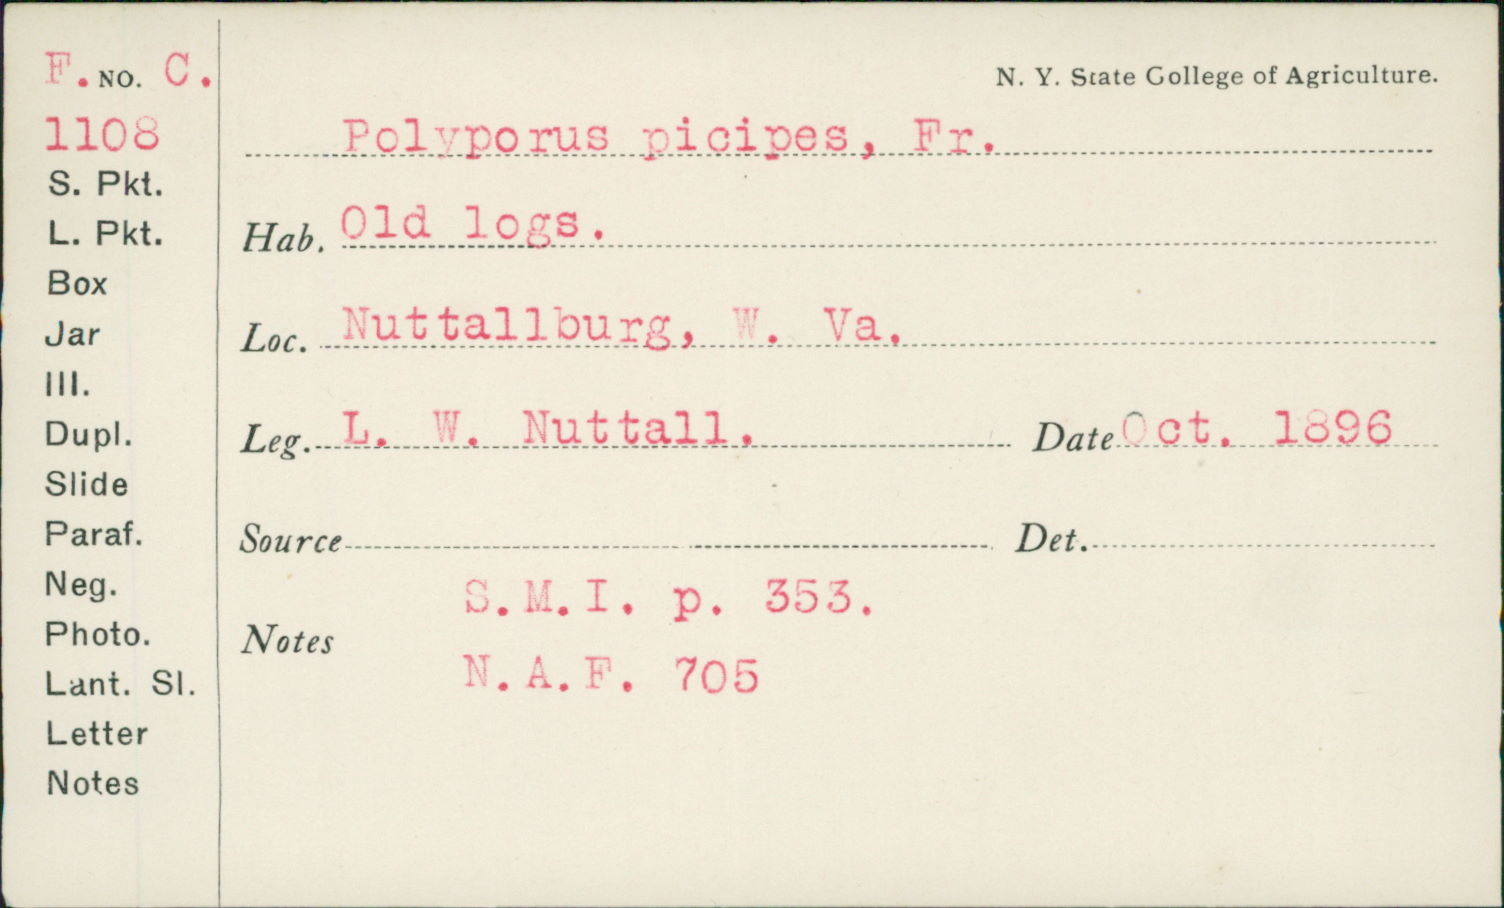 F. NO. C.
1108
S. Pkt.
L. Pkt.
Box
Jar
Ill.
Dupl.
Slide
Paraf.
Neg.
Photo.
Lant. Sl.
Letter
Notes
N. Y. State College of Agriculture.
Polyporus picipes, Fr.
Hab. Old logs.
Loc. Nuttallburg, W. Va.
Leg. L. W. Nuttall. Date Oct. 1896
Source Det.
Notes S.M.I. p. 353.
N.A.F. 705